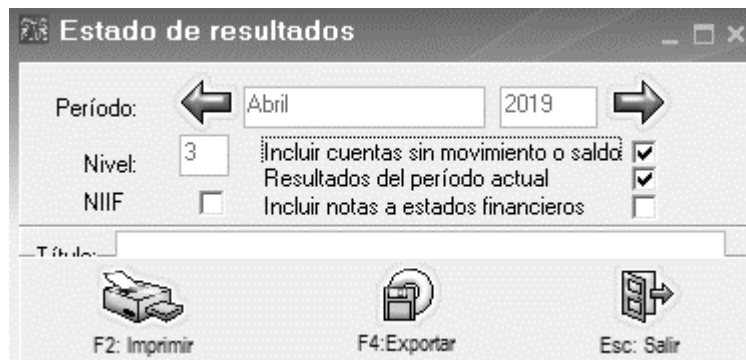 Estado de resultados
Período: Abril 2019
Nivel: 3 Incluir cuentas sin movimiento o saldo
Resultados del período actual
NIIF Incluir notas a estados financieros
Título:
F2: Imprimir F4:Exportar Esc: Salir